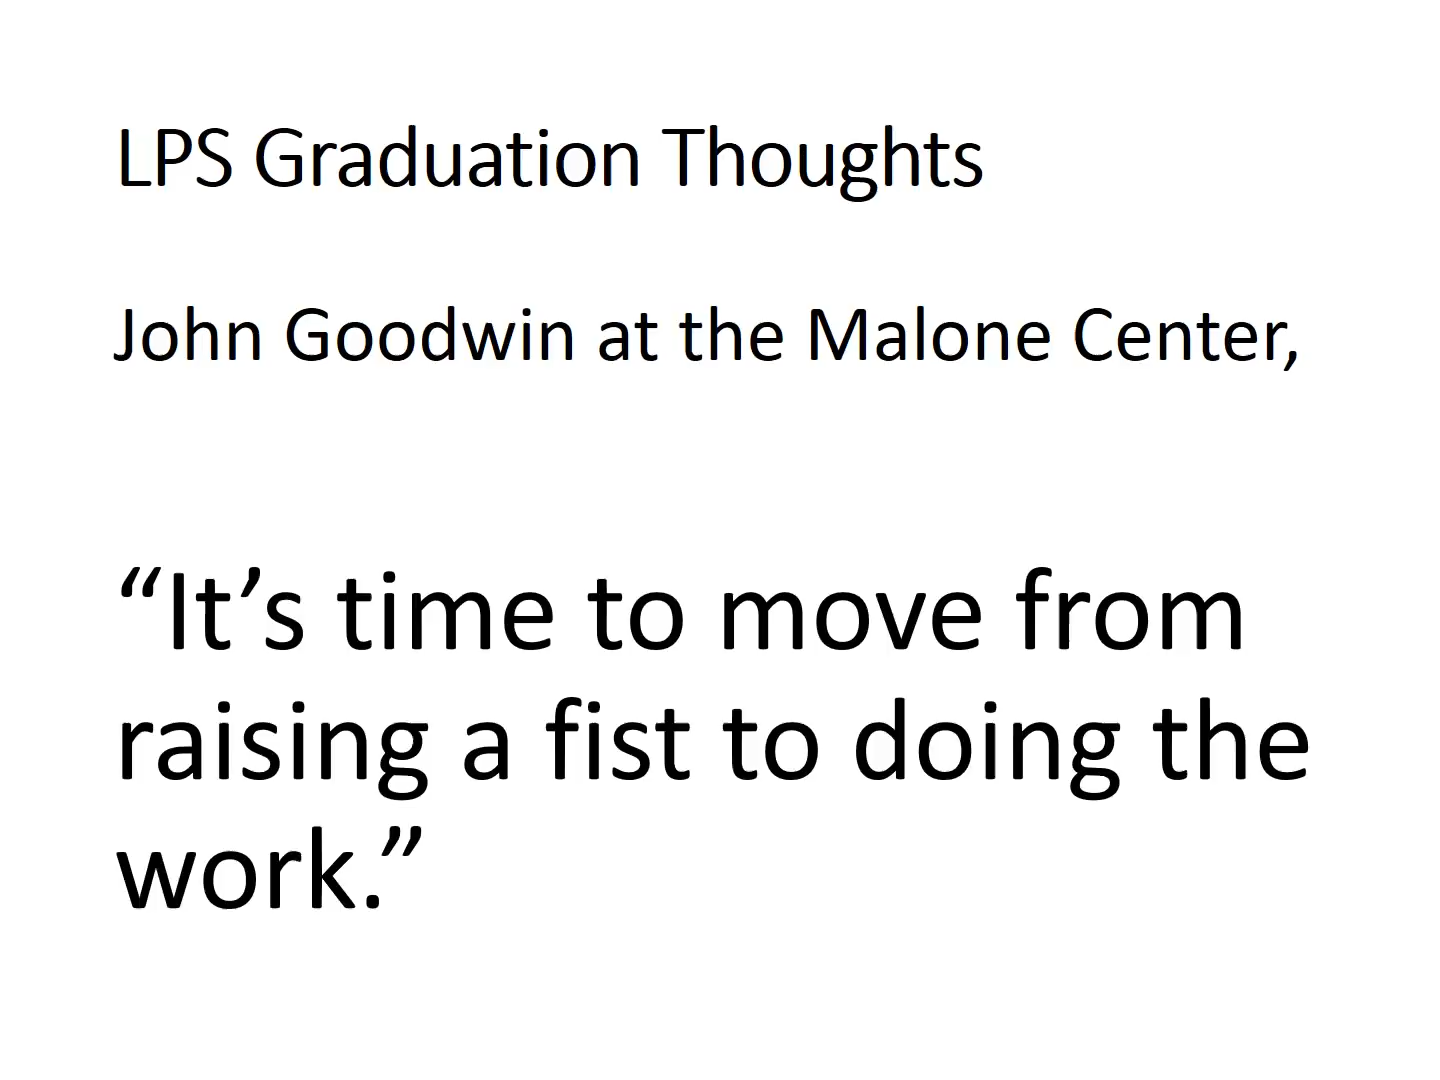 LPS Graduation Thoughts
John Goodwin at the Malone Center,
“It’s time to move from
raising a fist to doing the
work.”